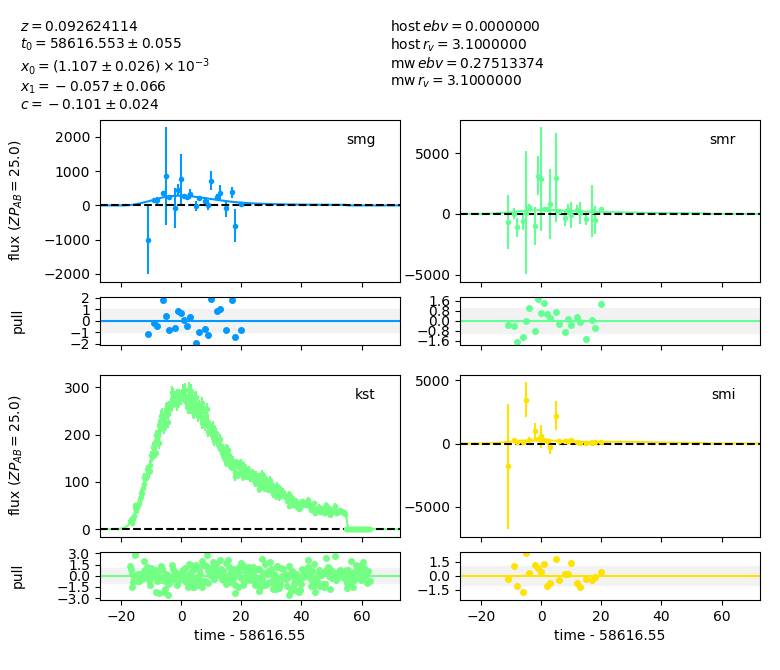 z = 0.092624114
t₀ = 58616.553 ± 0.055
x₀ = (1.107 ± 0.026) × 10⁻³
x₁ = −0.057 ± 0.066
c = −0.101 ± 0.024
host ebv = 0.0000000
host r_v = 3.1000000
mw ebv = 0.27513374
mw r_v = 3.1000000
smg
flux (ZP_AB = 25.0)
2000
1000
0
−1000
−2000
smr
5000
0
−5000
pull
2
1
0
−1
−2
1.6
0.8
0.0
−0.8
−1.6
kst
flux (ZP_AB = 25.0)
300
200
100
0
smi
5000
0
−5000
pull
3.0
1.5
0.0
−1.5
−3.0
1.5
0.0
−1.5
−20 0 20 40 60
time - 58616.55
−20 0 20 40 60
time - 58616.55